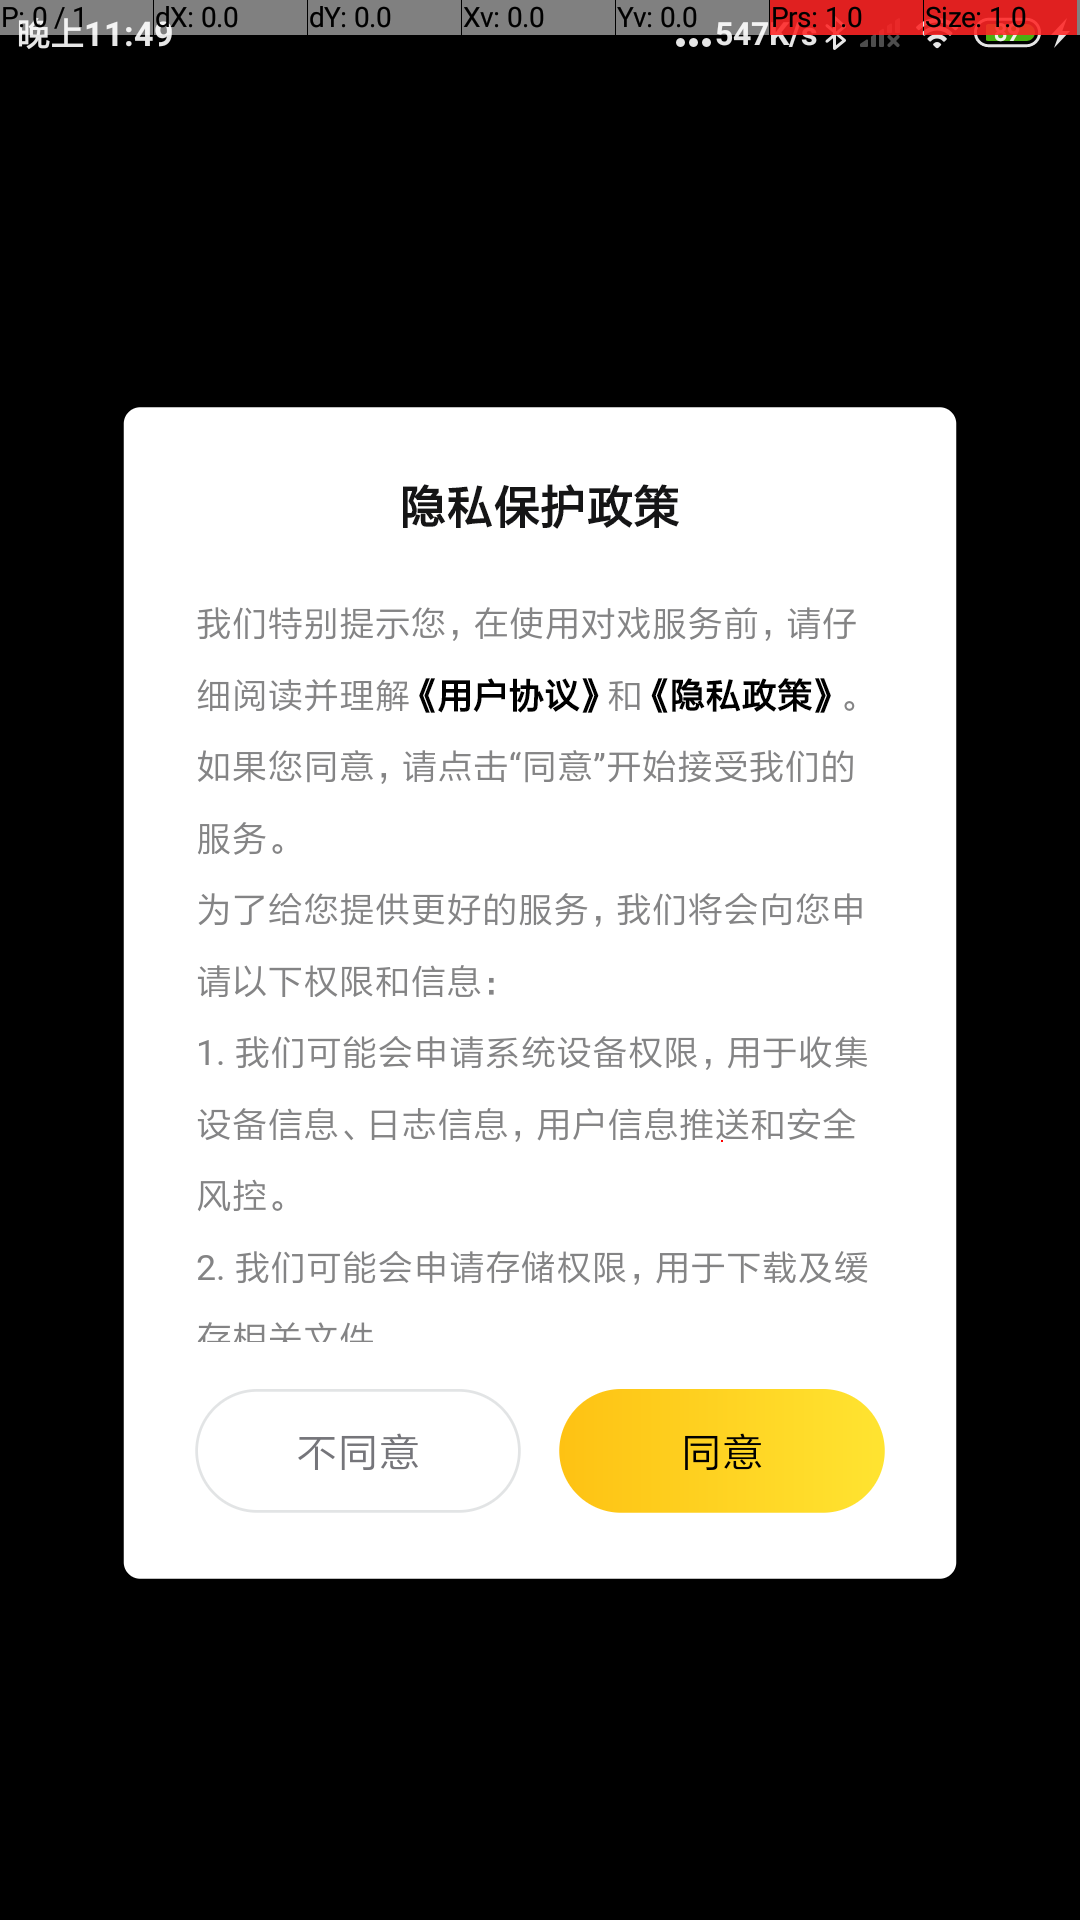 P: 0 / 1 dX: 0.0 dY: 0.0 Xv: 0.0 Yv: 0.0 Prs: 1.0 Size: 1.0
晚上11:49 547K/s
隐私保护政策
我们特别提示您，在使用对戏服务前，请仔
细阅读并理解《用户协议》和《隐私政策》。
如果您同意，请点击“同意”开始接受我们的
服务。
为了给您提供更好的服务，我们将会向您申
请以下权限和信息：
1. 我们可能会申请系统设备权限，用于收集
设备信息、日志信息，用户信息推送和安全
风控。
2. 我们可能会申请存储权限，用于下载及缓
存相关文件
不同意 同意